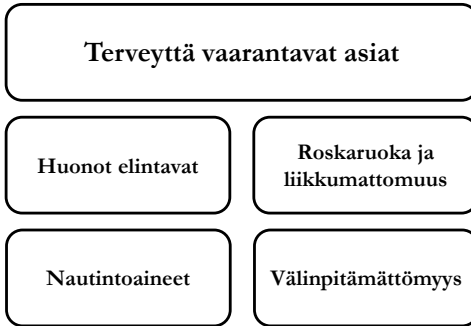 Terveyttä vaarantavat asiat
Huonot elintavat
Roskaruoka ja
liikkumattomuus
Nautintoaineet
Välinpitämättömyys